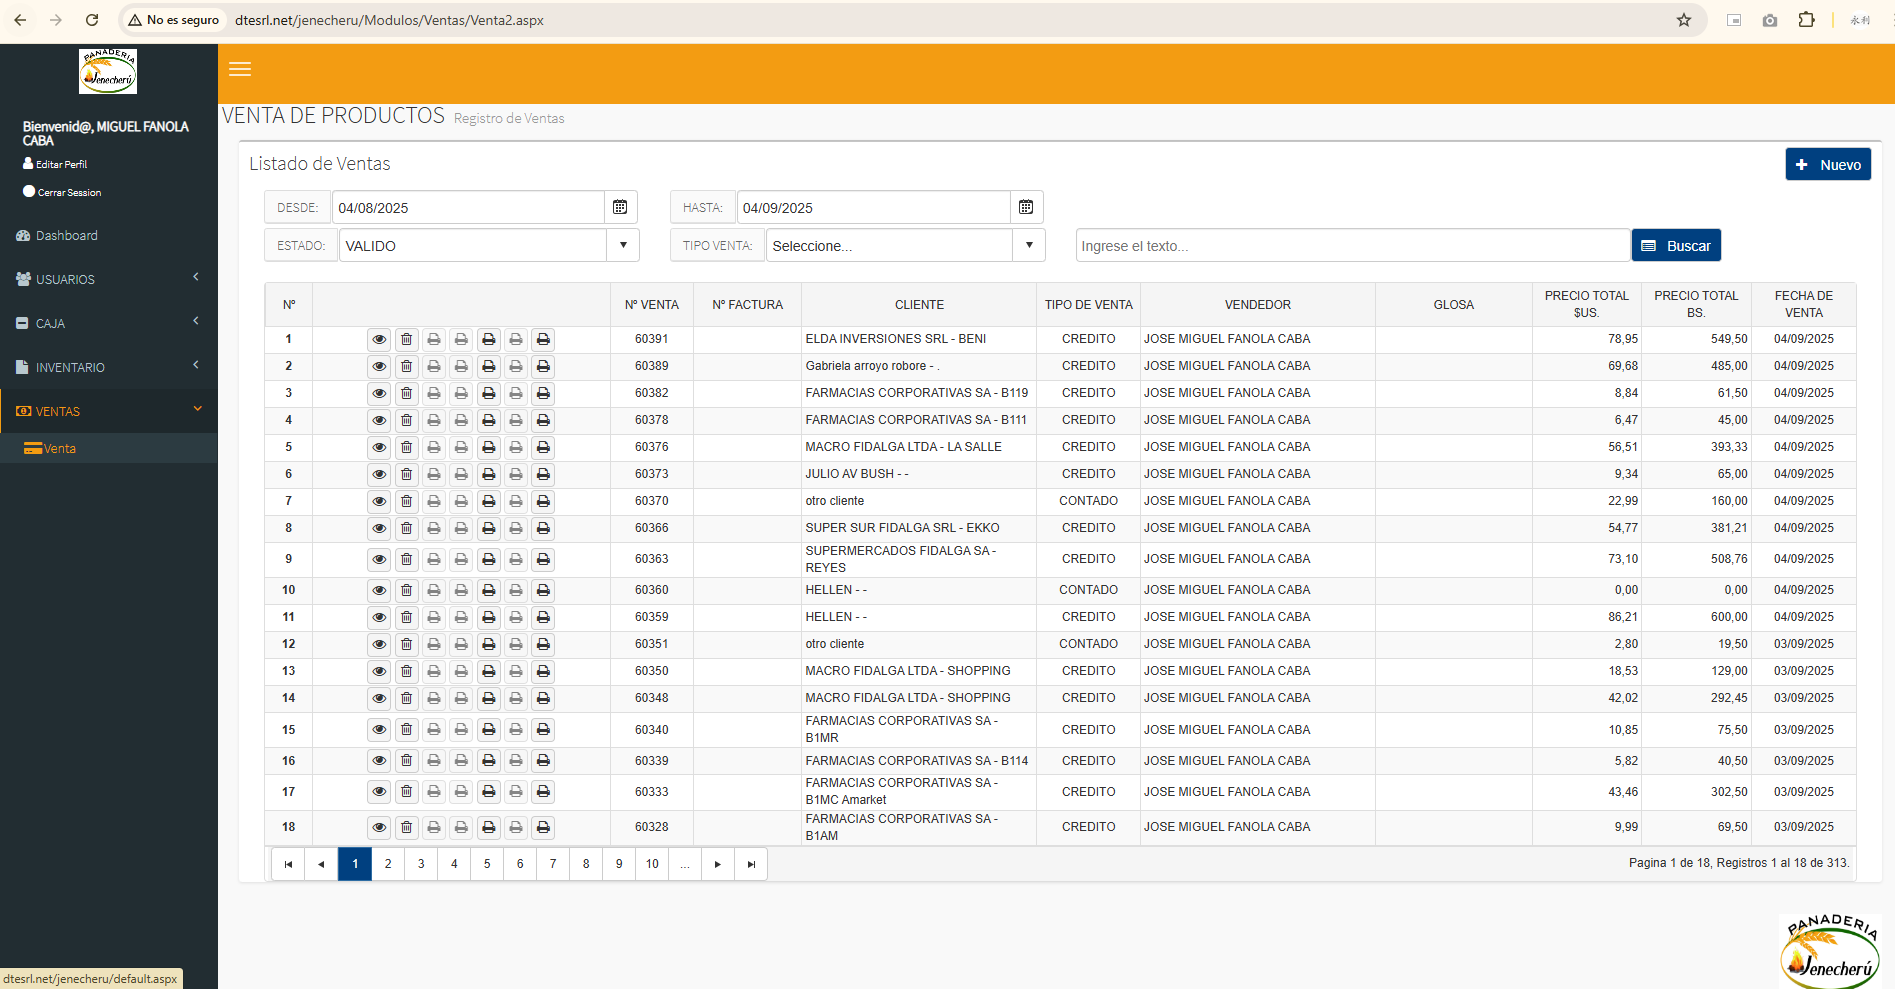 No es seguro dtesrl.net/jenecheru/Modulos/Ventas/Venta2.aspx 永利
PANADERIA
Jenecherú
Bienvenid@, MIGUEL FANOLA
CABA
Editar Perfil
Cerrar Session
Dashboard
USUARIOS
CAJA
INVENTARIO
VENTAS
Venta
VENTA DE PRODUCTOS Registro de Ventas
Listado de Ventas
+ Nuevo
DESDE: 04/08/2025 HASTA: 04/09/2025
ESTADO: VALIDO TIPO VENTA: Seleccione... Ingrese el texto... Buscar
Nº Nº VENTA Nº FACTURA CLIENTE TIPO DE VENTA VENDEDOR GLOSA PRECIO TOTAL $US. PRECIO TOTAL BS. FECHA DE VENTA
1 60391 ELDA INVERSIONES SRL - BENI CREDITO JOSE MIGUEL FANOLA CABA 78,95 549,50 04/09/2025
2 60389 Gabriela arroyo robore - . CREDITO JOSE MIGUEL FANOLA CABA 69,68 485,00 04/09/2025
3 60382 FARMACIAS CORPORATIVAS SA - B119 CREDITO JOSE MIGUEL FANOLA CABA 8,84 61,50 04/09/2025
4 60378 FARMACIAS CORPORATIVAS SA - B111 CREDITO JOSE MIGUEL FANOLA CABA 6,47 45,00 04/09/2025
5 60376 MACRO FIDALGA LTDA - LA SALLE CREDITO JOSE MIGUEL FANOLA CABA 56,51 393,33 04/09/2025
6 60373 JULIO AV BUSH - - CREDITO JOSE MIGUEL FANOLA CABA 9,34 65,00 04/09/2025
7 60370 otro cliente CONTADO JOSE MIGUEL FANOLA CABA 22,99 160,00 04/09/2025
8 60366 SUPER SUR FIDALGA SRL - EKKO CREDITO JOSE MIGUEL FANOLA CABA 54,77 381,21 04/09/2025
9 60363 SUPERMERCADOS FIDALGA SA - REYES CREDITO JOSE MIGUEL FANOLA CABA 73,10 508,76 04/09/2025
10 60360 HELLEN - - CONTADO JOSE MIGUEL FANOLA CABA 0,00 0,00 04/09/2025
11 60359 HELLEN - - CREDITO JOSE MIGUEL FANOLA CABA 86,21 600,00 04/09/2025
12 60351 otro cliente CONTADO JOSE MIGUEL FANOLA CABA 2,80 19,50 03/09/2025
13 60350 MACRO FIDALGA LTDA - SHOPPING CREDITO JOSE MIGUEL FANOLA CABA 18,53 129,00 03/09/2025
14 60348 MACRO FIDALGA LTDA - SHOPPING CREDITO JOSE MIGUEL FANOLA CABA 42,02 292,45 03/09/2025
15 60340 FARMACIAS CORPORATIVAS SA - B1MR CREDITO JOSE MIGUEL FANOLA CABA 10,85 75,50 03/09/2025
16 60339 FARMACIAS CORPORATIVAS SA - B114 CREDITO JOSE MIGUEL FANOLA CABA 5,82 40,50 03/09/2025
17 60333 FARMACIAS CORPORATIVAS SA - B1MC Amarket CREDITO JOSE MIGUEL FANOLA CABA 43,46 302,50 03/09/2025
18 60328 FARMACIAS CORPORATIVAS SA - B1AM CREDITO JOSE MIGUEL FANOLA CABA 9,99 69,50 03/09/2025
1 2 3 4 5 6 7 8 9 10 ... Pagina 1 de 18, Registros 1 al 18 de 313.
PANADERIA
Jenecherú
dtesrl.net/jenecheru/default.aspx